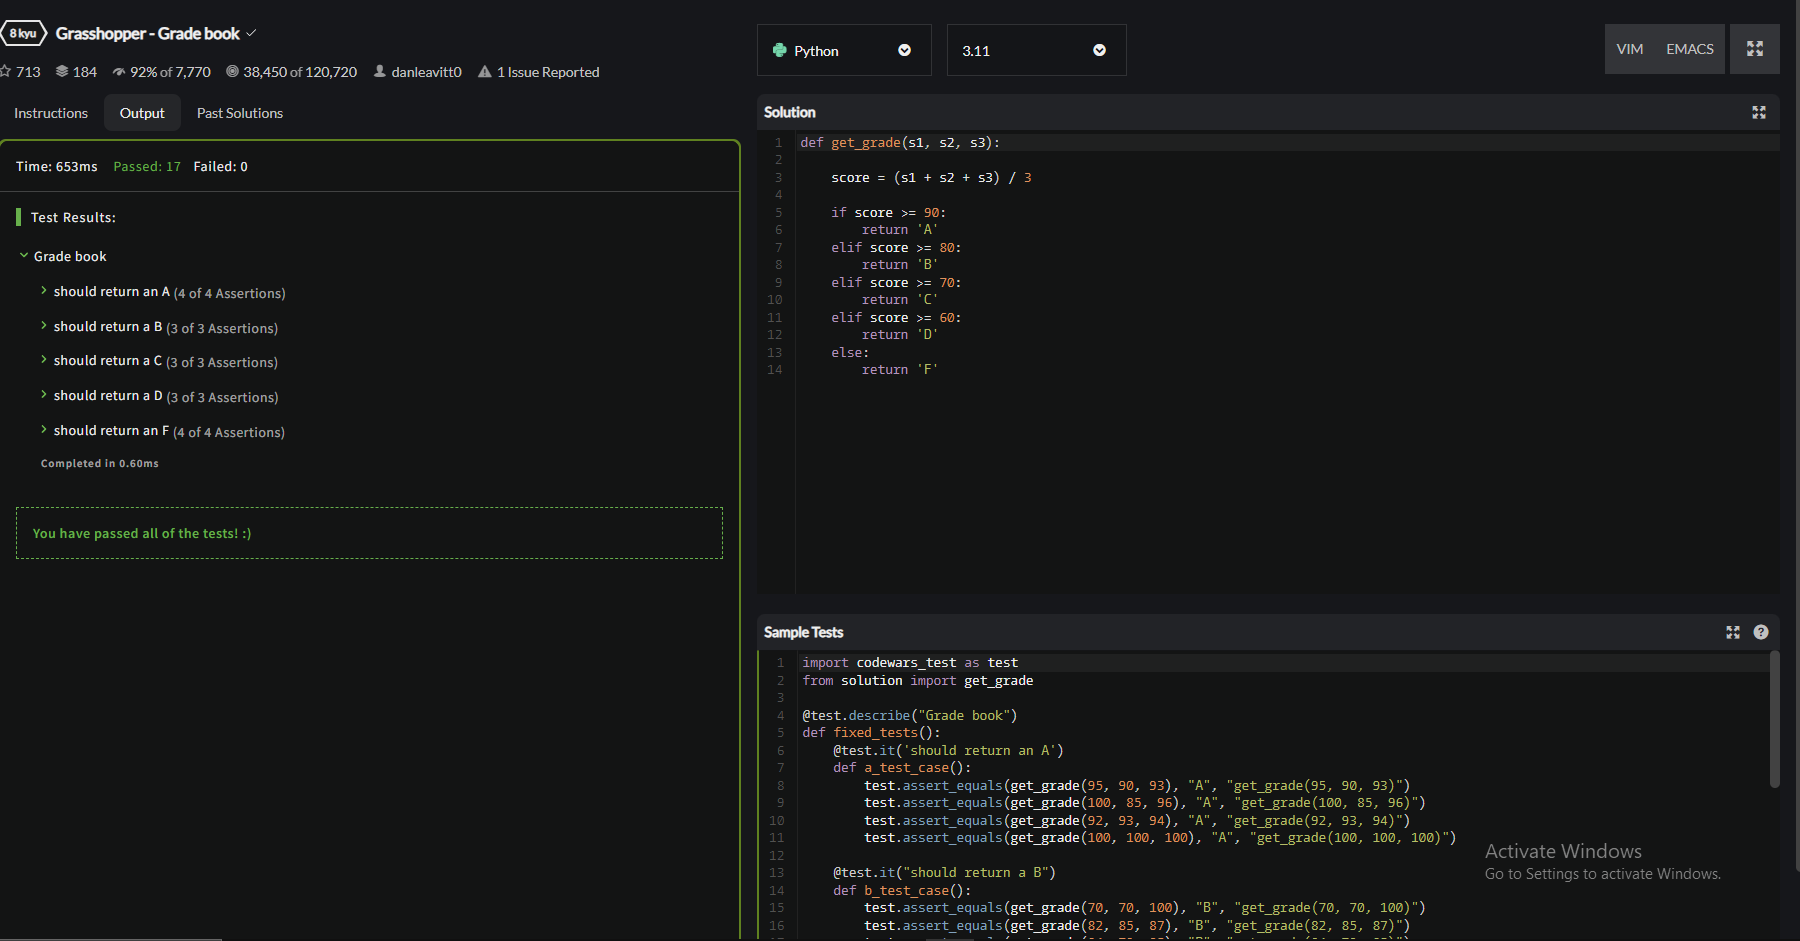 8 kyu Grasshopper - Grade book
713 184 92% of 7,770 38,450 of 120,720 danleavitt0 1 Issue Reported
Instructions Output Past Solutions
Time: 653ms Passed: 17 Failed: 0
Test Results:
Grade book
should return an A (4 of 4 Assertions)
should return a B (3 of 3 Assertions)
should return a C (3 of 3 Assertions)
should return a D (3 of 3 Assertions)
should return an F (4 of 4 Assertions)
Completed in 0.60ms
You have passed all of the tests! :)
Python 3.11 VIM EMACS
Solution
1 def get_grade(s1, s2, s3):
2
3     score = (s1 + s2 + s3) / 3
4
5     if score >= 90:
6         return 'A'
7     elif score >= 80:
8         return 'B'
9     elif score >= 70:
10         return 'C'
11     elif score >= 60:
12         return 'D'
13     else:
14         return 'F'
Sample Tests ?
1 import codewars_test as test
2 from solution import get_grade
3
4 @test.describe("Grade book")
5 def fixed_tests():
6     @test.it('should return an A')
7     def a_test_case():
8         test.assert_equals(get_grade(95, 90, 93), "A", "get_grade(95, 90, 93)")
9         test.assert_equals(get_grade(100, 85, 96), "A", "get_grade(100, 85, 96)")
10         test.assert_equals(get_grade(92, 93, 94), "A", "get_grade(92, 93, 94)")
11         test.assert_equals(get_grade(100, 100, 100), "A", "get_grade(100, 100, 100)")
12
13     @test.it("should return a B")
14     def b_test_case():
15         test.assert_equals(get_grade(70, 70, 100), "B", "get_grade(70, 70, 100)")
16         test.assert_equals(get_grade(82, 85, 87), "B", "get_grade(82, 85, 87)")
Activate Windows
Go to Settings to activate Windows.